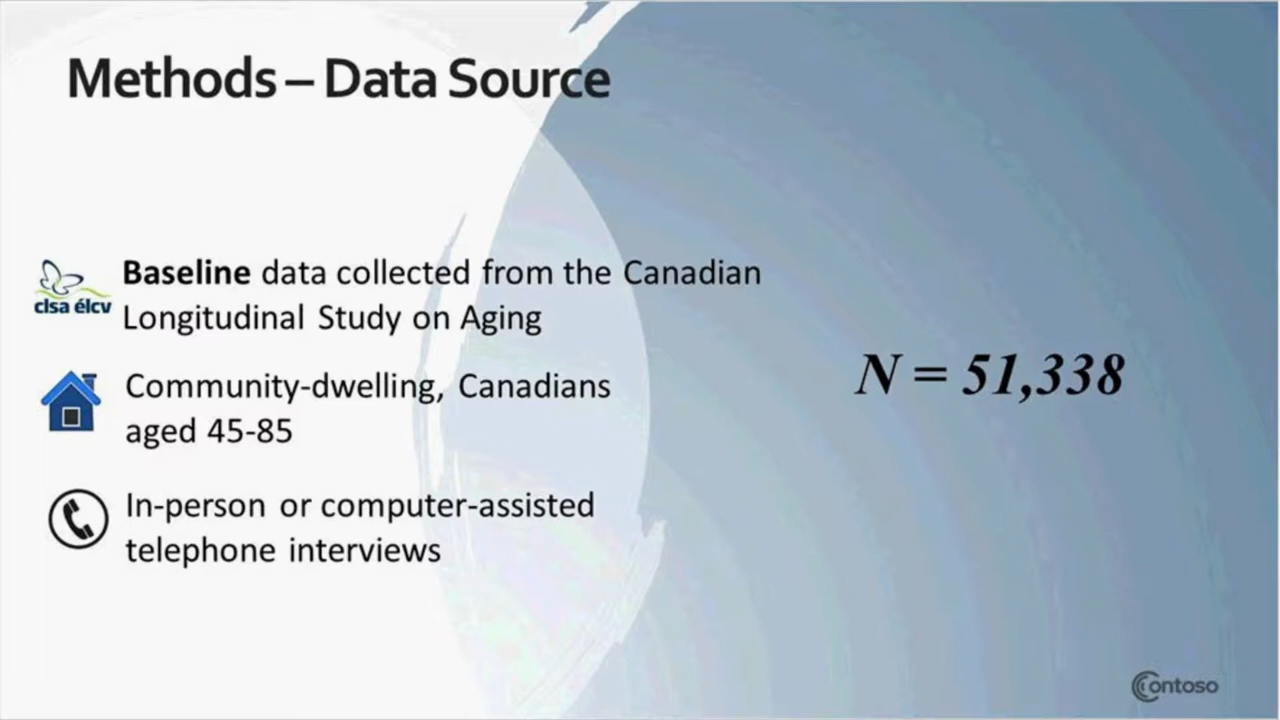 Methods – Data Source
clsa élcv
Baseline data collected from the Canadian
Longitudinal Study on Aging
Community-dwelling, Canadians
aged 45-85
In-person or computer-assisted
telephone interviews
N = 51,338
Contoso